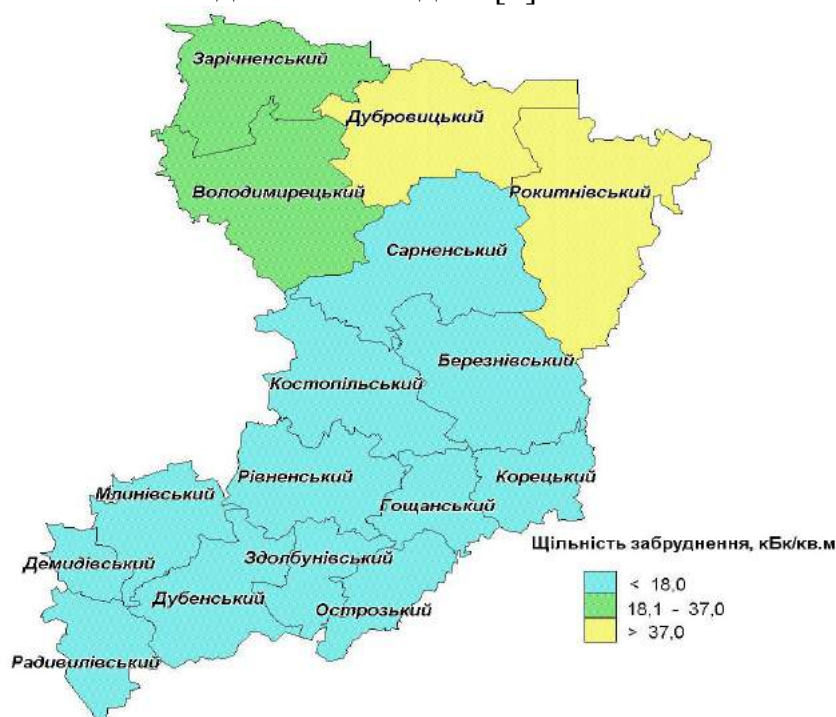 Зарічненський
Дубровицький
Володимирецький
Рокитнівський
Сарненський
Березнівський
Костопільський
Рівненський
Корецький
Млинівський
Гощанський
Щільність забруднення, кБк/кв.м
Здолбунівський
Демидівський
< 18,0
Дубенський
Острозький
18,1 - 37,0
> 37,0
Радивилівський